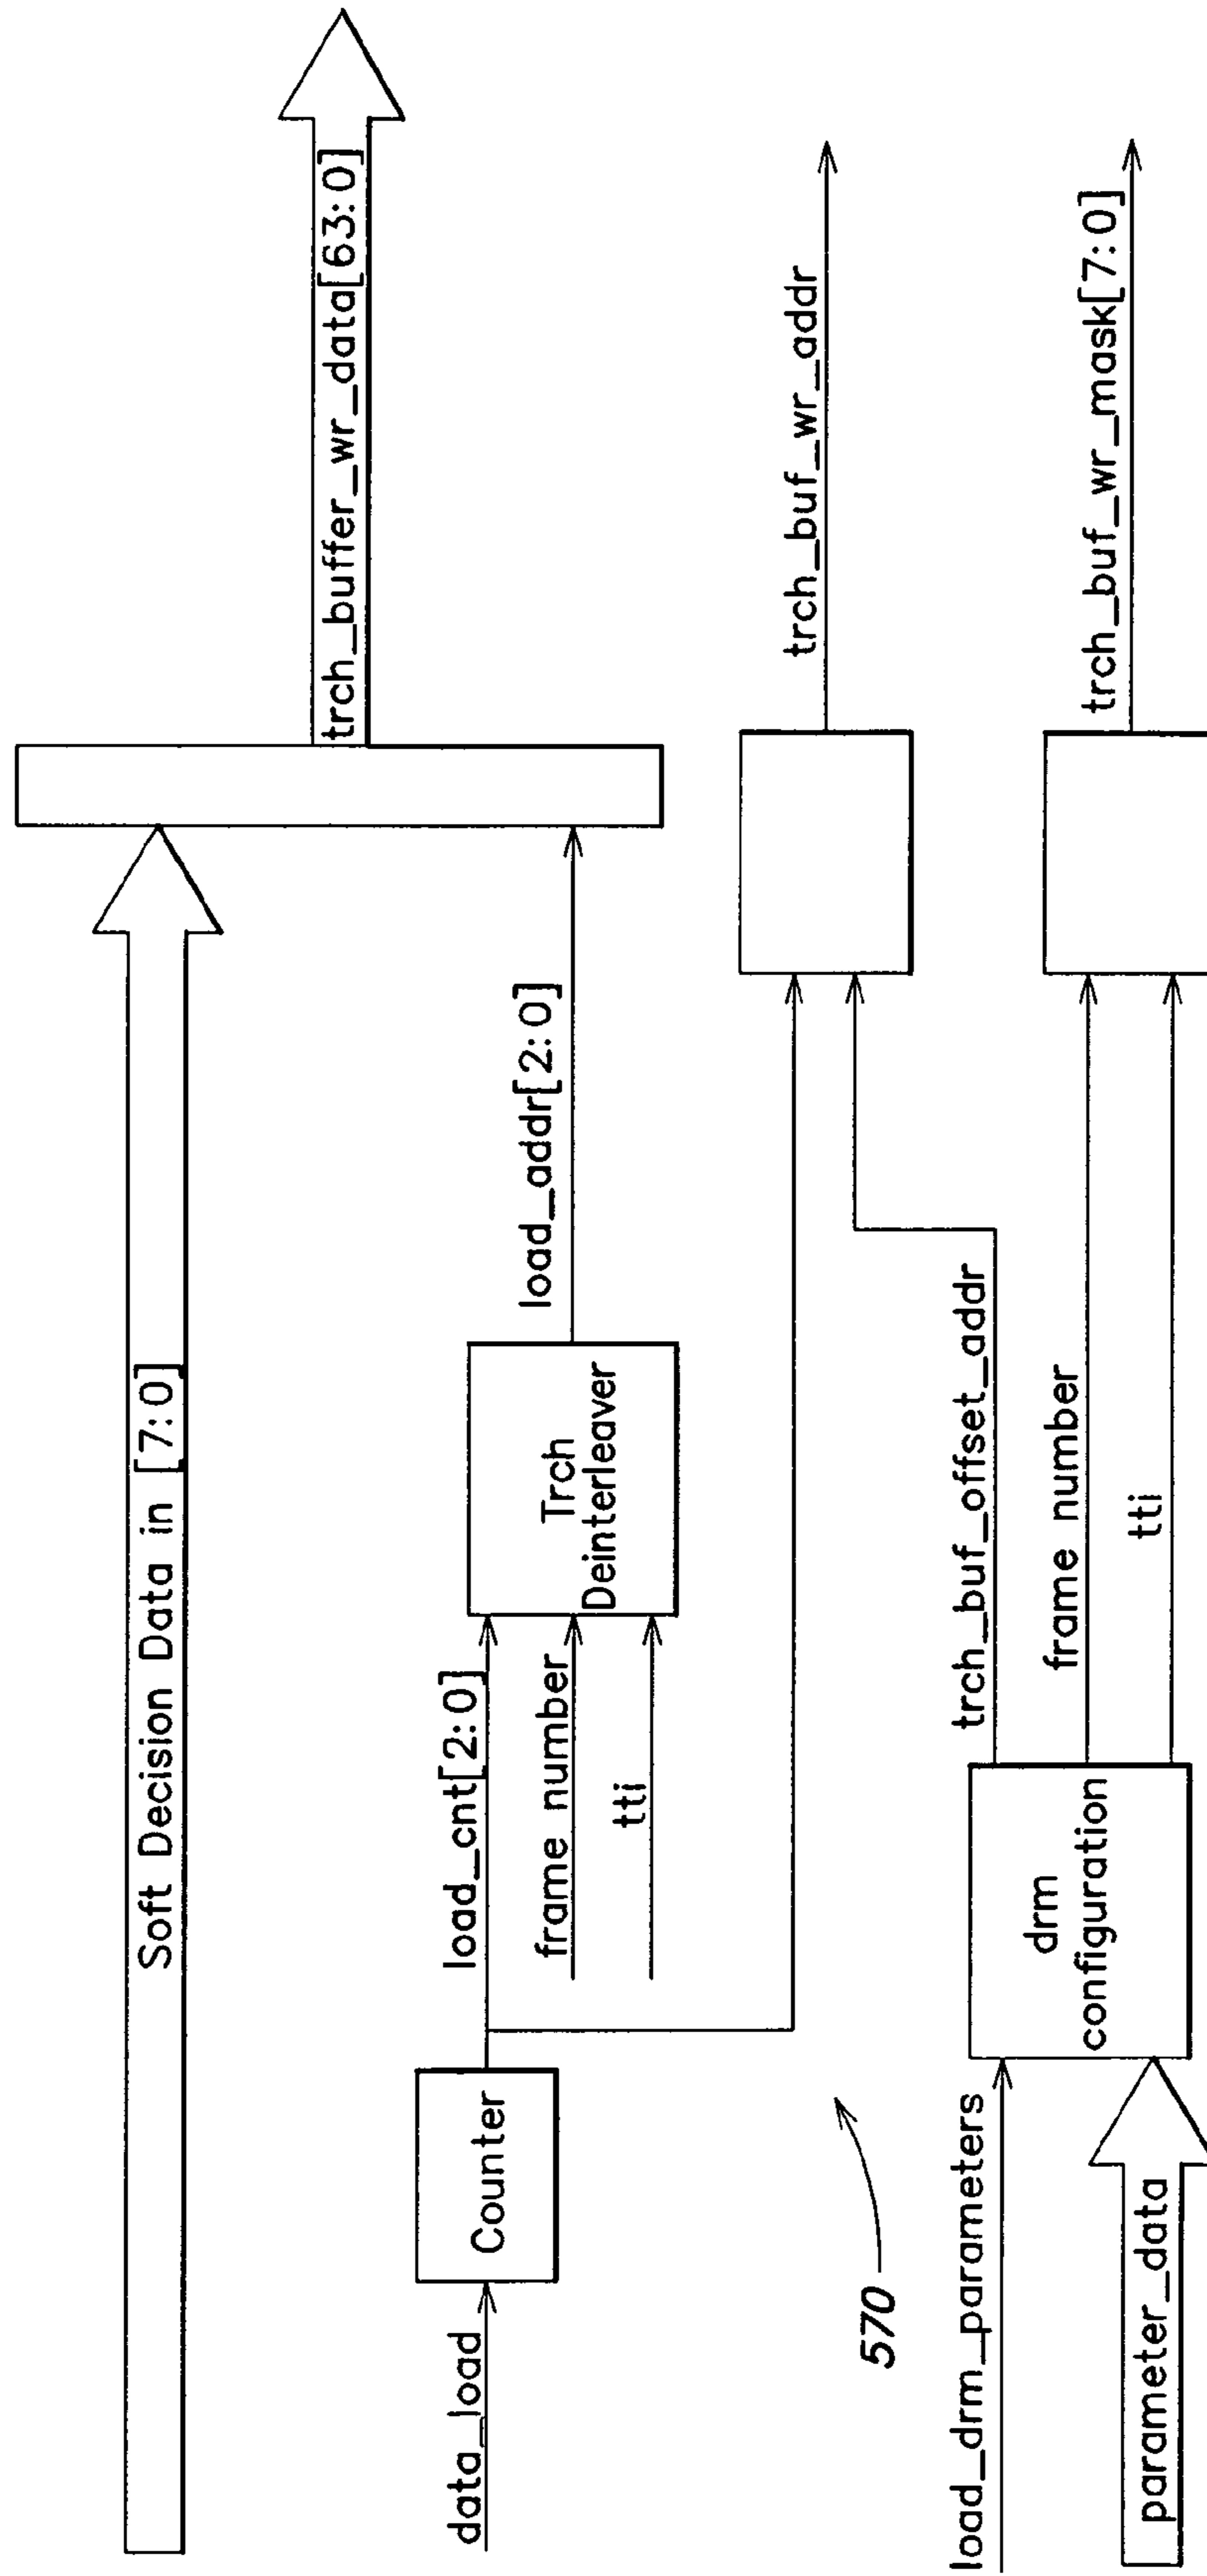 Soft Decision Data in [7:0]
trch_buffer_wr_data[63:0]
data_load
Counter
load_cnt[2:0]
frame number
tti
Trch
Deinterleaver
load_addr[2:0]
trch_buf_wr_addr
570
load_drm_parameters
parameter_data
drm
configuration
trch_buf_offset_addr
frame number
tti
trch_buf_wr_mask[7:0]